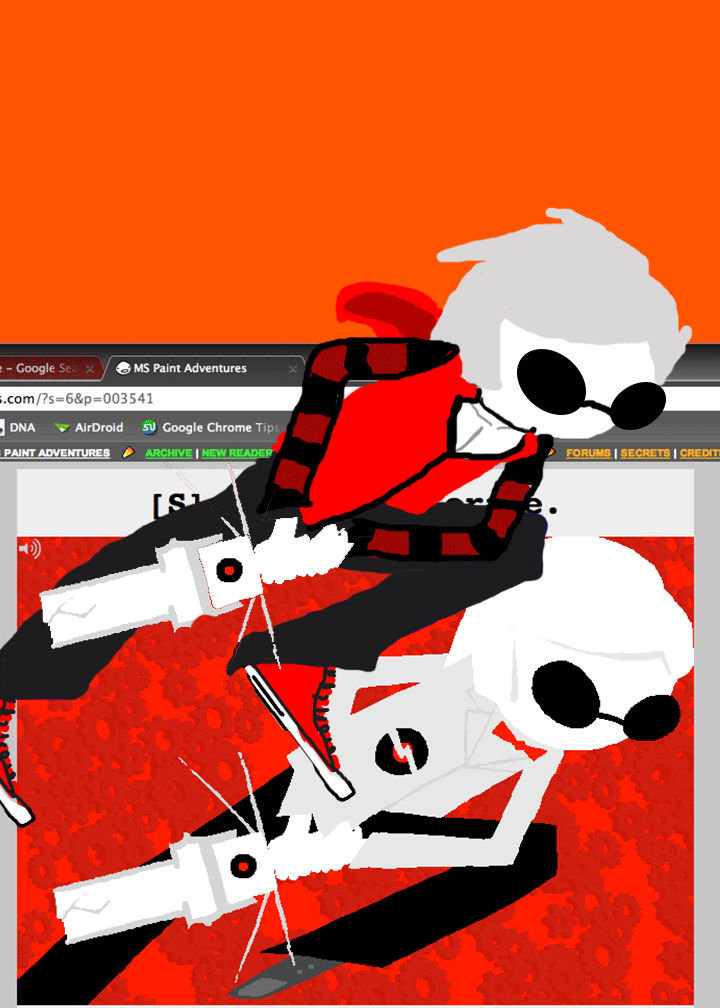 e – Google Sea
MS Paint Adventures
s.com/?s=6&p=003541
DNA AirDroid Google Chrome Tips
PAINT ADVENTURES ARCHIVE | NEW READER FORUMS | SECRETS | CREDITS
[S] e.